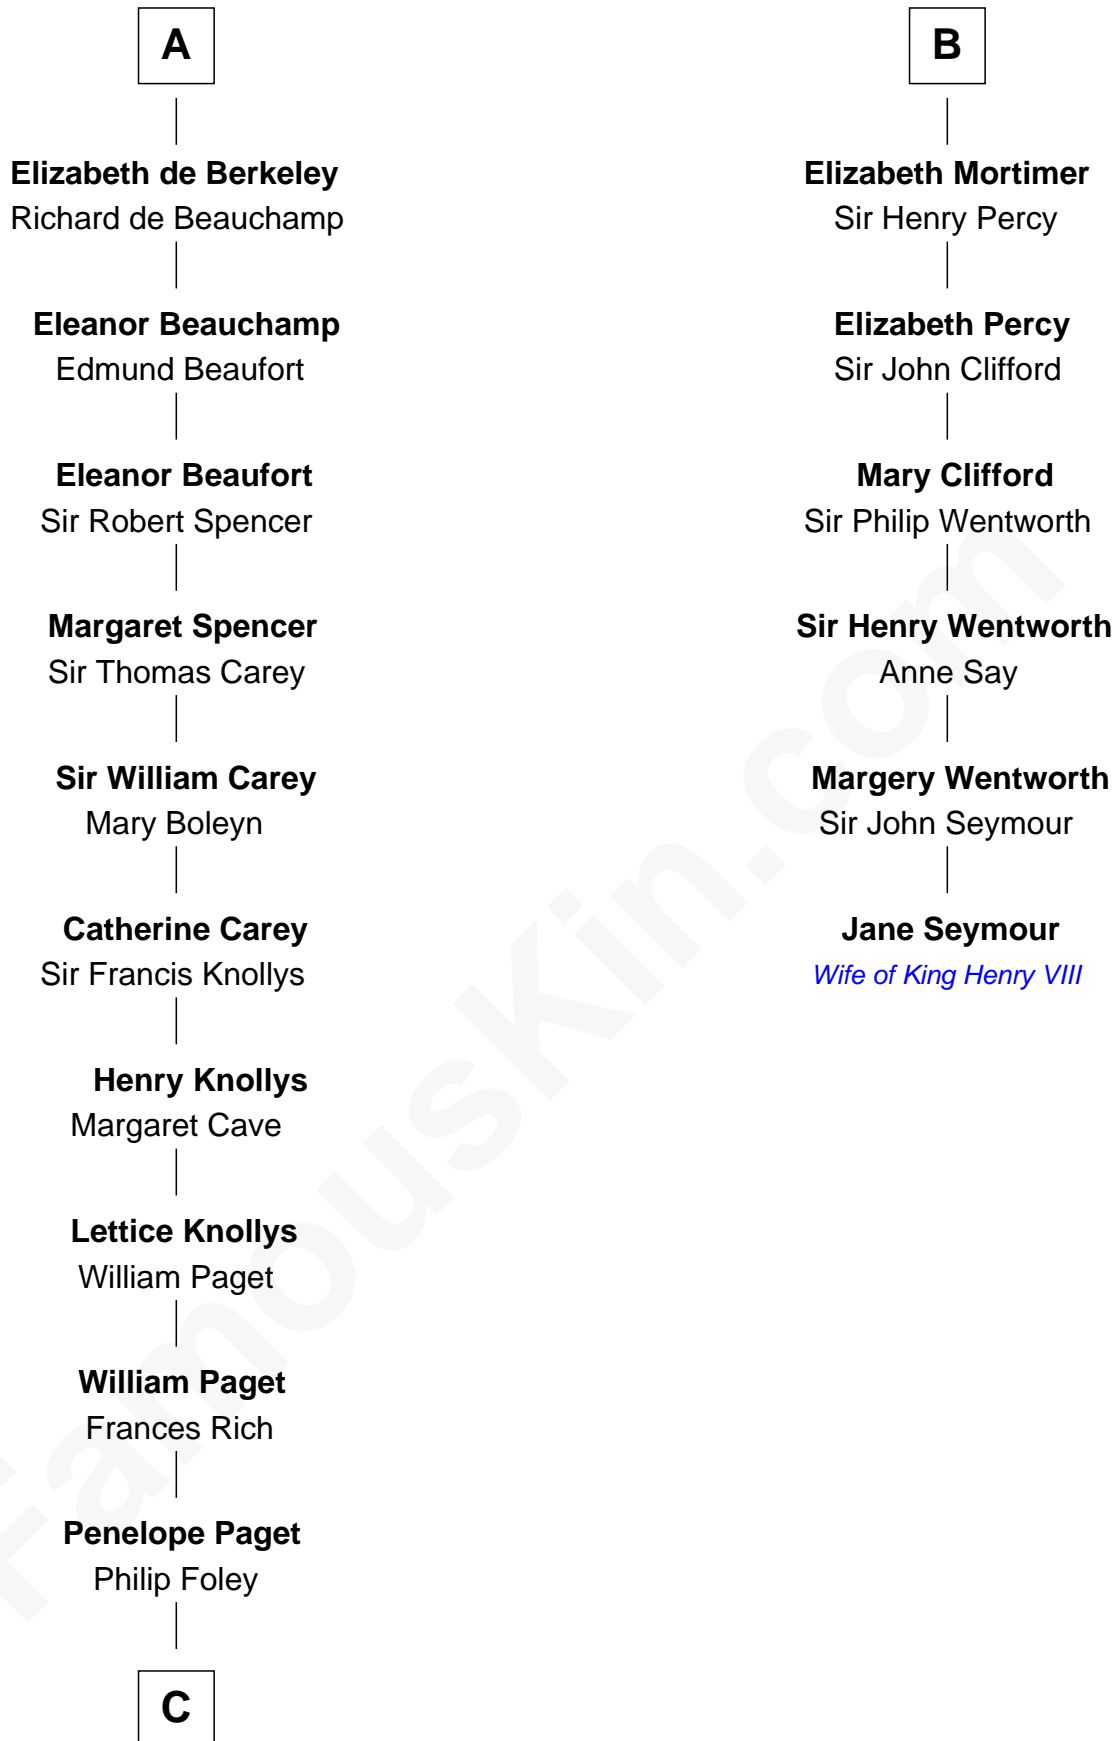 A
Elizabeth de Berkeley
Richard de Beauchamp
Eleanor Beauchamp
Edmund Beaufort
Eleanor Beaufort
Sir Robert Spencer
Margaret Spencer
Sir Thomas Carey
Sir William Carey
Mary Boleyn
Catherine Carey
Sir Francis Knollys
Henry Knollys
Margaret Cave
Lettice Knollys
William Paget
William Paget
Frances Rich
Penelope Paget
Philip Foley
C
B
Elizabeth Mortimer
Sir Henry Percy
Elizabeth Percy
Sir John Clifford
Mary Clifford
Sir Philip Wentworth
Sir Henry Wentworth
Anne Say
Margery Wentworth
Sir John Seymour
Jane Seymour
Wife of King Henry VIII
FamousKin.com